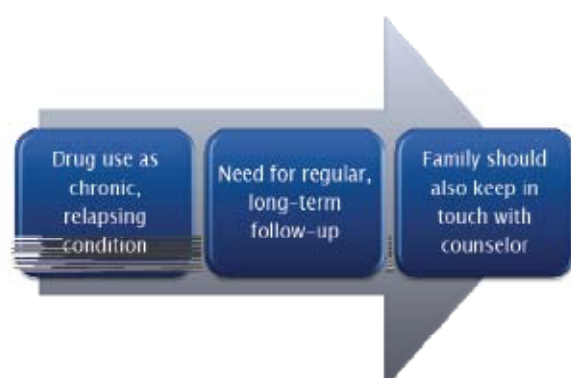 Drug use as
chronic,
relapsing
condition
Need for regular,
long-term
follow-up
Family should
also keep in
touch with
counselor